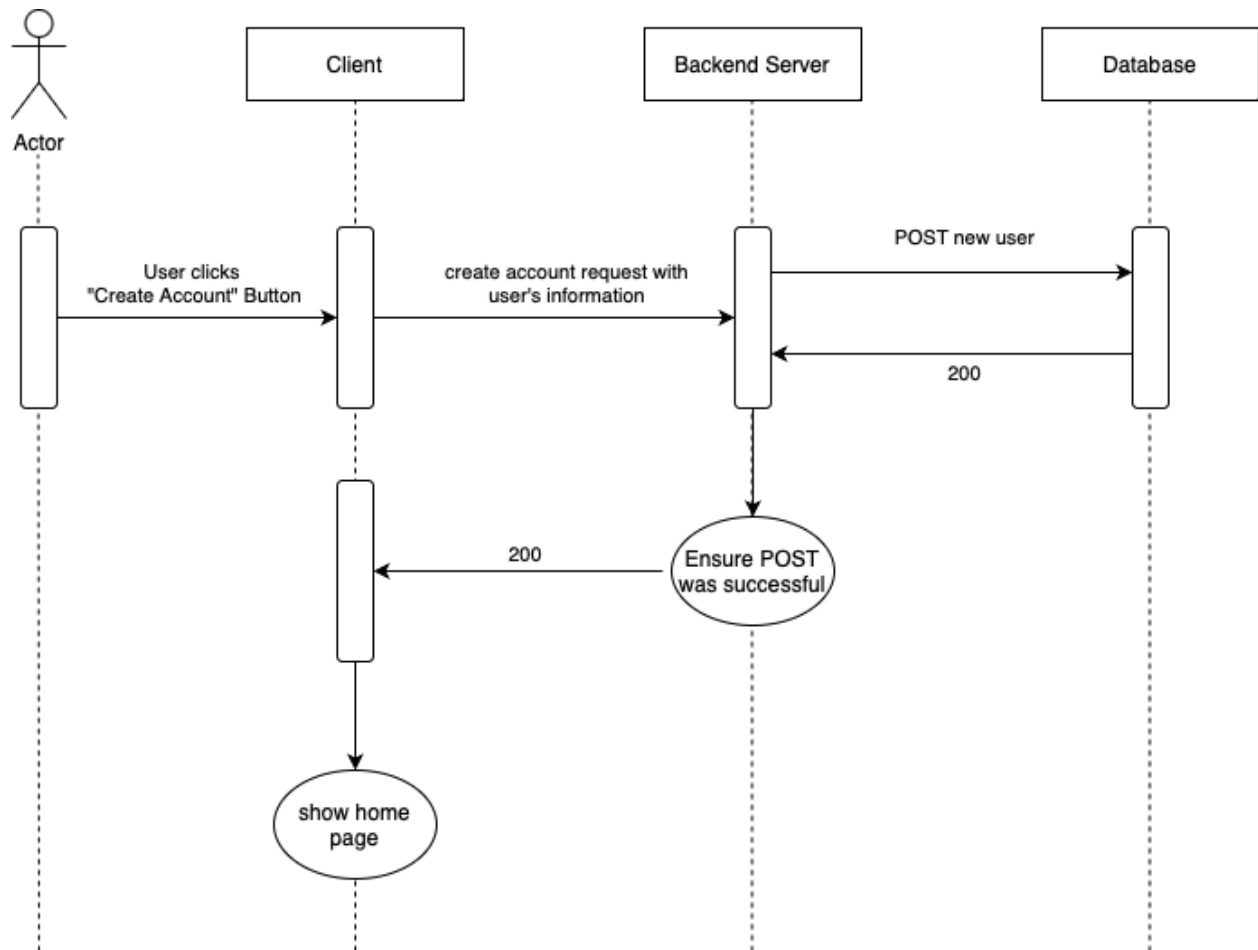 Client
Backend Server
Database
Actor
User clicks
"Create Account" Button
create account request with
user's information
POST new user
200
200
Ensure POST
was successful
show home
page